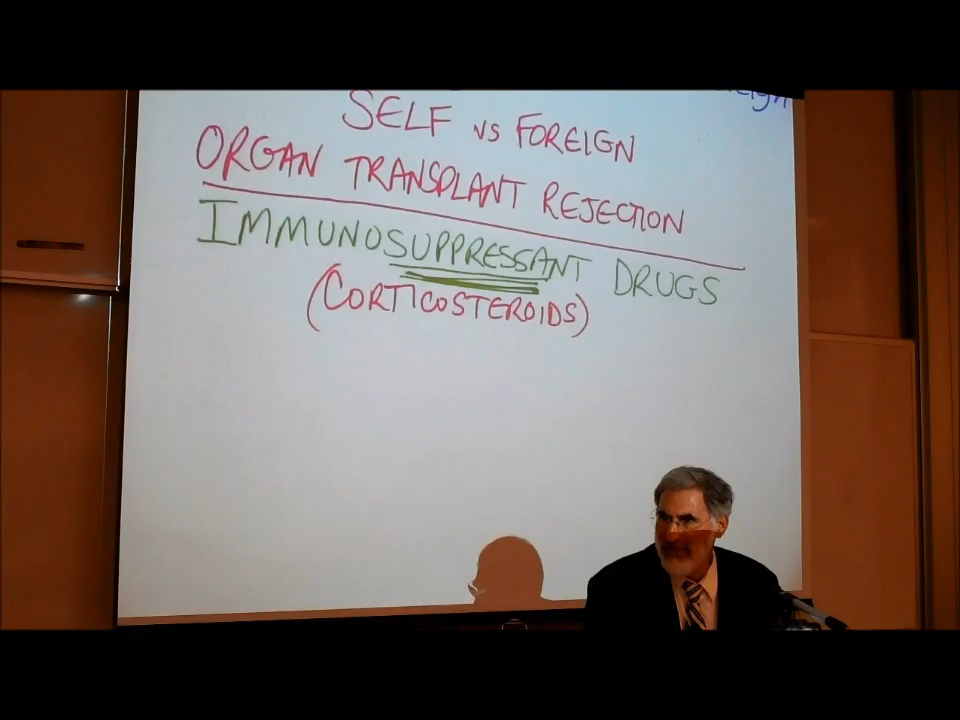 SELF vs FOREIGN
ORGAN TRANSPLANT REJECTION
IMMUNOSUPPRESSANT DRUGS
(CORTICOSTEROIDS)